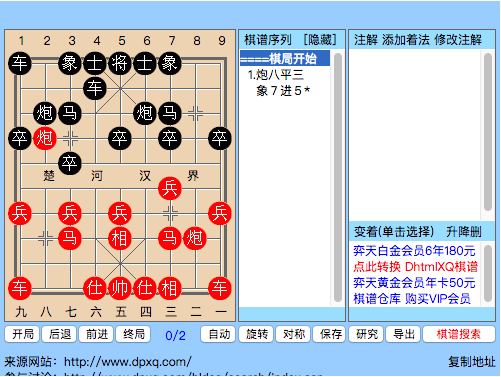 1 2 3 4 5 6 7 8 9
车 象 士 将 士 象
车
炮 马 炮 马
卒 炮 卒 卒 卒
卒
楚 河 汉 界
兵
兵 兵 兵 兵
马 相 马 炮
车 仕 帅 仕 相 车
九 八 七 六 五 四 三 二 一
棋谱序列 [隐藏]
====棋局开始
1.炮八平三
象７进５*
注解 添加着法 修改注解
变着(单击选择) 升降删
弈天白金会员6年180元
点此转换 DhtmlXQ棋谱
弈天黄金会员年卡50元
棋谱仓库 购买VIP会员
开局 后退 前进 终局 0/2 自动 旋转 对称 保存 研究 导出 棋谱搜索
来源网站: http://www.dpxq.com/ 复制地址